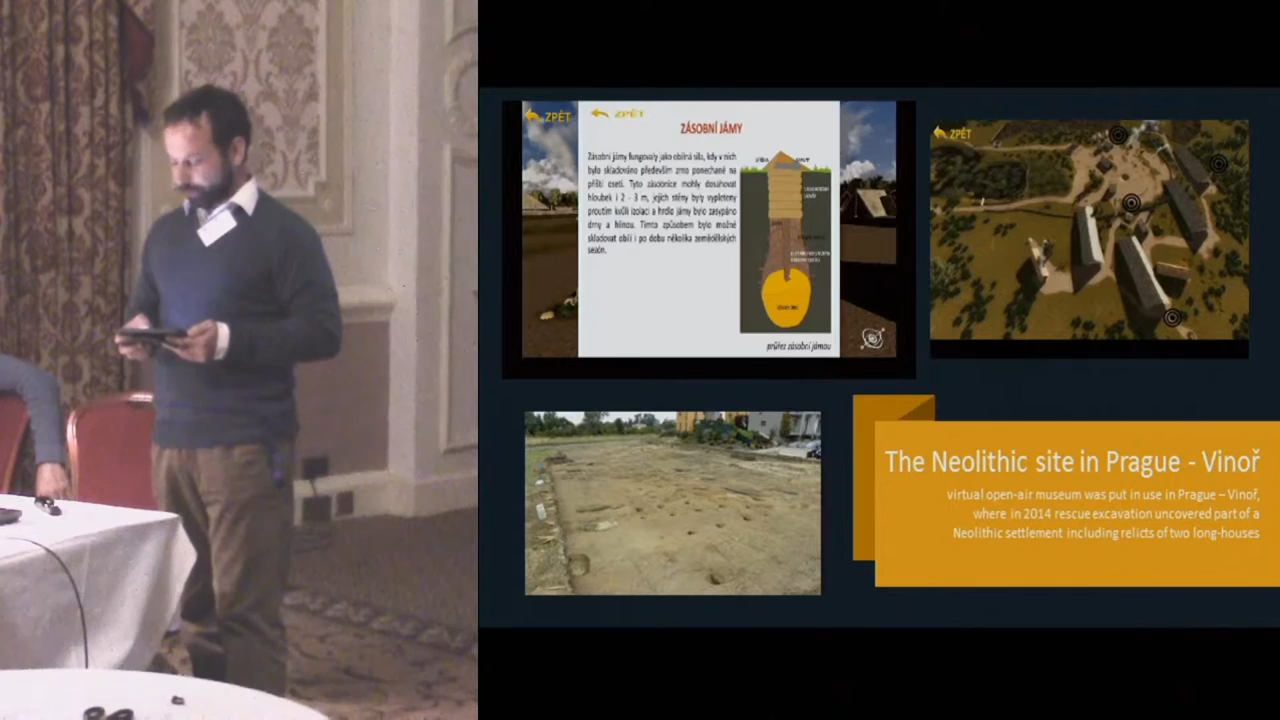 ZPĚT
ZPĚT
ZÁSOBNÍ JÁMY
Zásobní jámy fungovaly jako obilná sila, kdy v nich
bylo skladováno především zrno ponechané na
příští osetí. Tyto zásobnice mohly dosahovat
hloubek i 2 - 3 m, jejich stěny byly vypleteny
proutím kvůli izolaci a hrdlo jámy bylo zasypáno
drny a hlínou. Tímto způsobem bylo možné
skladovat obilí i po dobu několika zemědělských
sezón.
průřez zásobní jámou
ZPĚT
The Neolithic site in Prague - Vinoř
virtual open-air museum was put in use in Prague – Vinoř,
where in 2014 rescue excavation uncovered part of a
Neolithic settlement including relicts of two long-houses